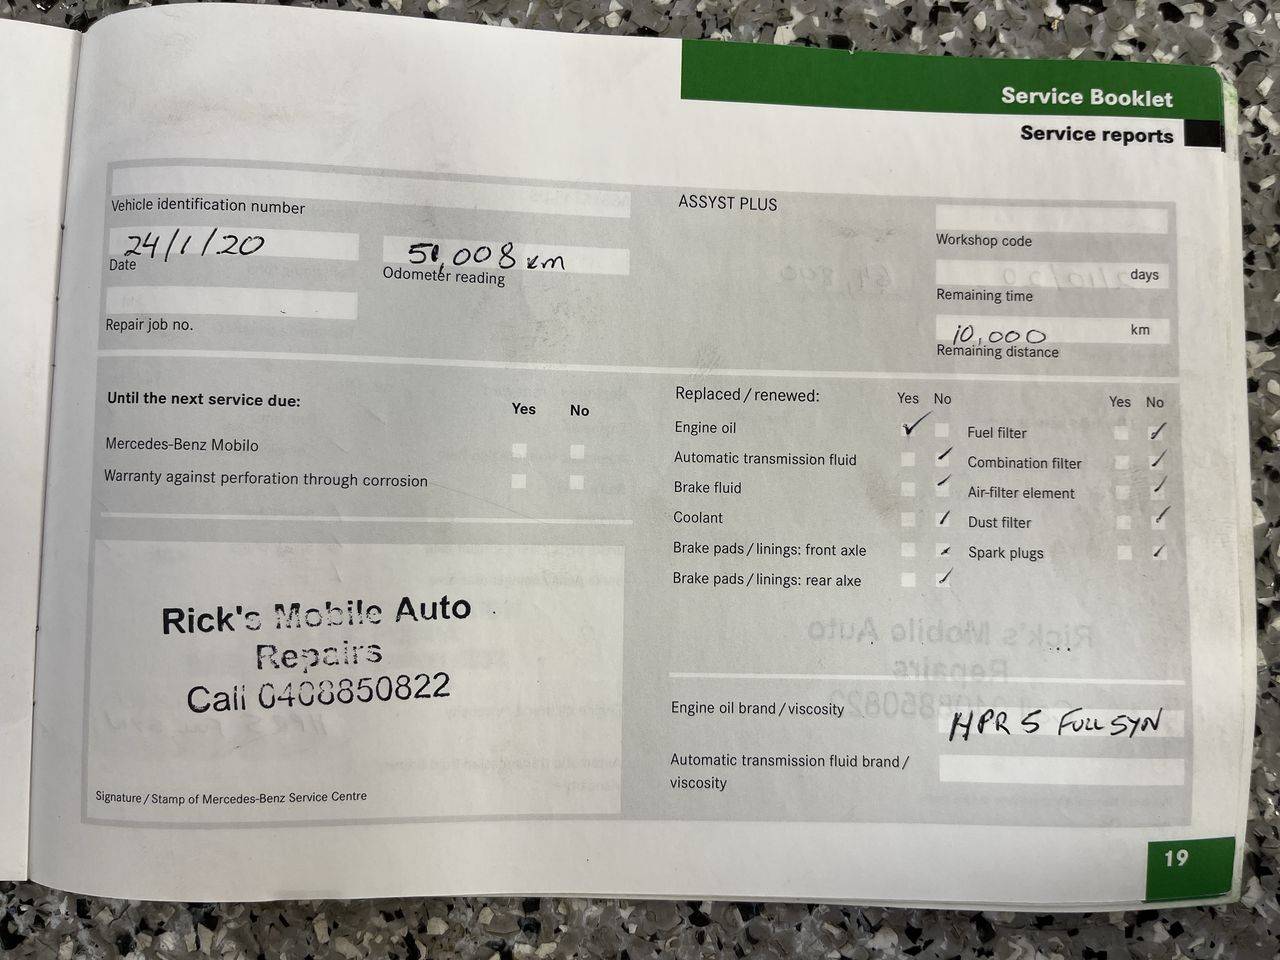 Service Booklet
Service reports
Vehicle identification number
24/1/20
Date
51,008 km
Odometer reading
Repair job no.
ASSYST PLUS
Workshop code
days
Remaining time
10,000 km
Remaining distance
Until the next service due:
Yes No
Mercedes-Benz Mobilo
Warranty against perforation through corrosion
Replaced / renewed:
Yes No
Engine oil
Automatic transmission fluid
Brake fluid
Coolant
Brake pads / linings: front axle
Brake pads / linings: rear alxe
Yes No
Fuel filter
Combination filter
Air-filter element
Dust filter
Spark plugs
Rick's Mobile Auto
Repairs
Call 0408850822
Signature / Stamp of Mercedes-Benz Service Centre
Engine oil brand / viscosity
HPR 5 FULL SYN
Automatic transmission fluid brand /
viscosity
19